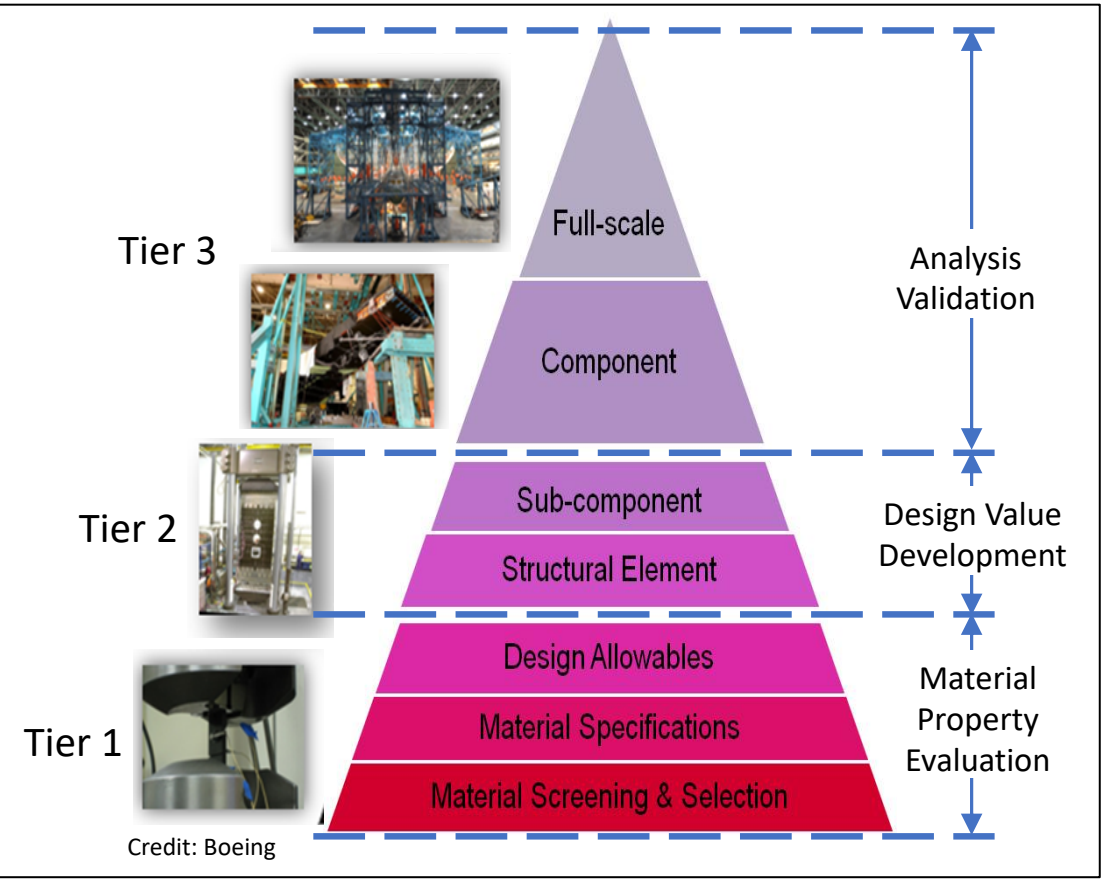 Full-scale
Tier 3
Analysis
Validation
Component
Sub-component
Tier 2
Design Value
Development
Structural Element
Design Allowables
Material
Property
Evaluation
Material Specifications
Tier 1
Material Screening & Selection
Credit: Boeing